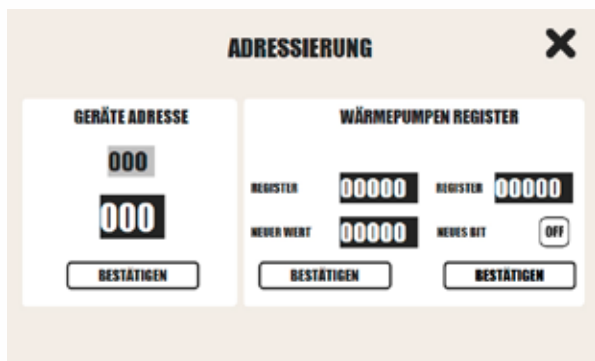 ADRESSIERUNG
GERÄTE ADRESSE
000
000
BESTÄTIGEN
WÄRMEPUMPEN REGISTER
REGISTER 00000 REGISTER 00000
NEUER WERT 00000 NEUES BIT OFF
BESTÄTIGEN BESTÄTIGEN